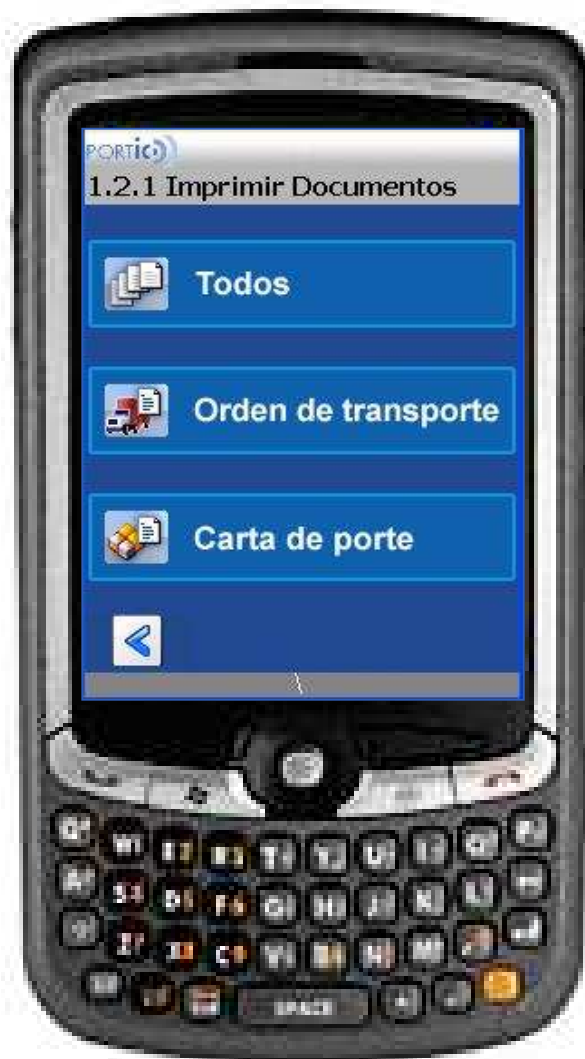 PORTIC
1.2.1 Imprimir Documentos
Todos
Orden de transporte
Carta de porte
SPACE